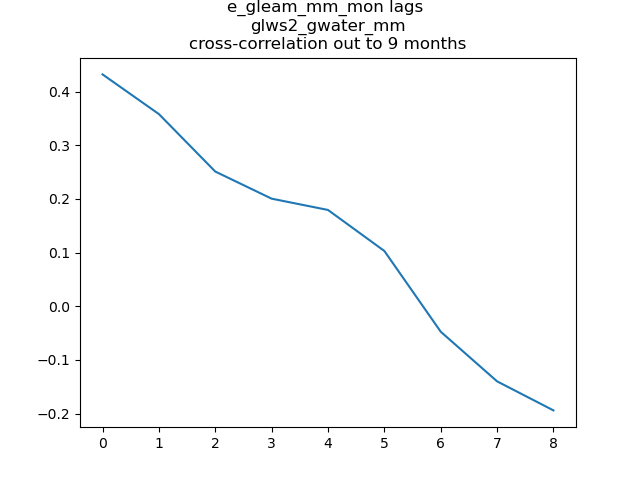 e_gleam_mm_mon lags
glws2_gwater_mm
cross-correlation out to 9 months
0.4
0.3
0.2
0.1
0.0
−0.1
−0.2
0 1 2 3 4 5 6 7 8